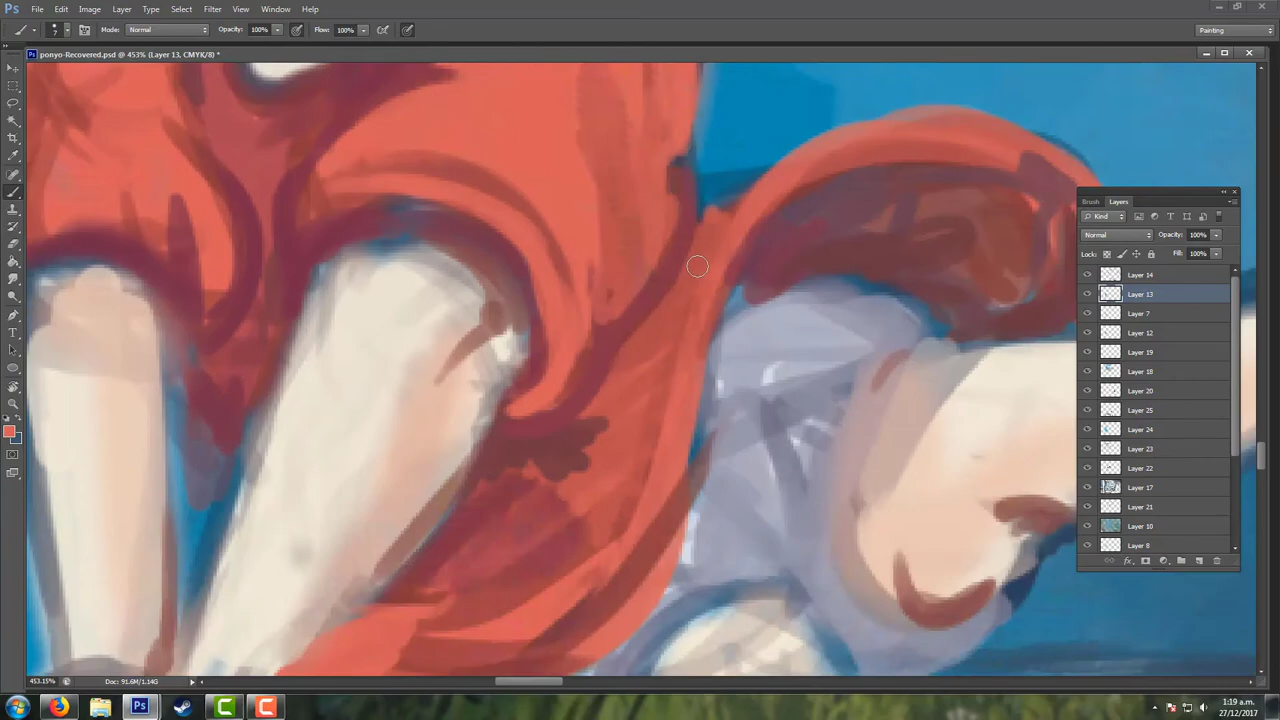 Ps File Edit Image Layer Type Select Filter View Window Help
7 Mode: Normal Opacity: 100% Flow: 100% Painting
Ps ponyo-Recovered.psd @ 453% (Layer 13, CMYK/8) *
Brush Layers
Kind
Normal Opacity: 100%
Lock: Fill: 100%
Layer 14
Layer 13
Layer 7
Layer 12
Layer 19
Layer 18
Layer 20
Layer 25
Layer 24
Layer 23
Layer 22
Layer 17
Layer 21
Layer 10
Layer 8
fx
453.15% Doc: 91.6M/1.14G
Ps
1:19 a.m.
27/12/2017